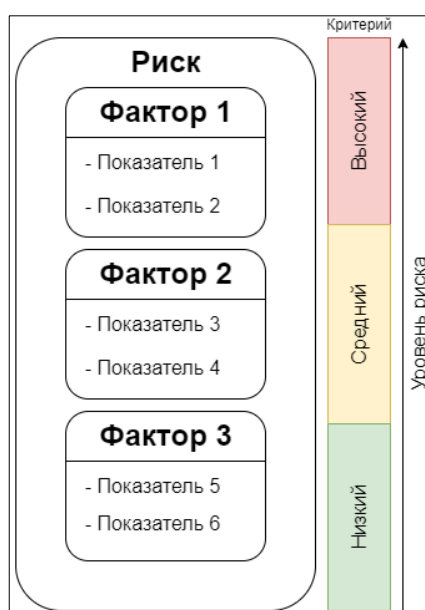 Критерий
Риск
Фактор 1
- Показатель 1
- Показатель 2
Фактор 2
- Показатель 3
- Показатель 4
Фактор 3
- Показатель 5
- Показатель 6
Высокий
Средний
Низкий
Уровень риска